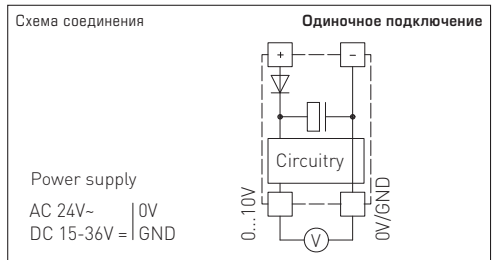 Схема соединения
Одиночное подключение
+ −
Circuitry
Power supply
AC 24V~ | 0V
DC 15-36V = | GND
0...10V
0V/GND
V